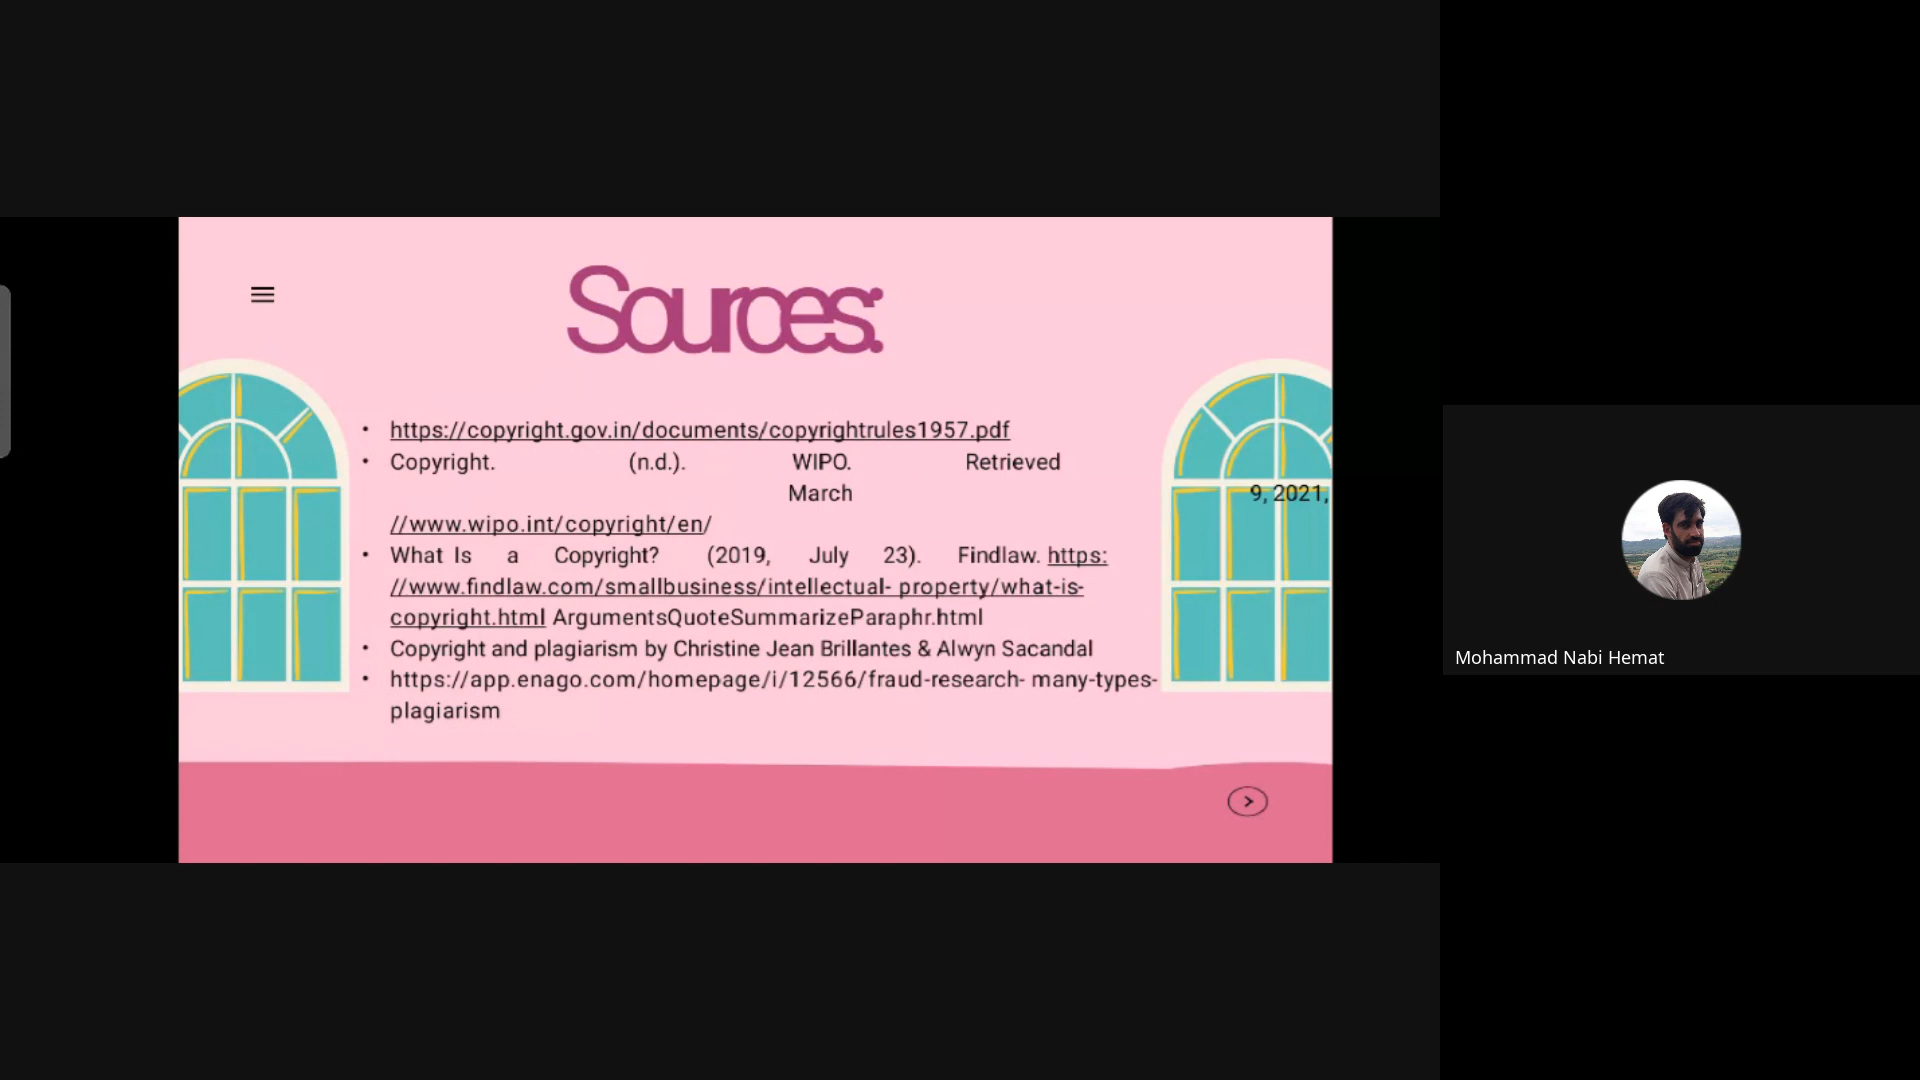 Sources:
• https://copyright.gov.in/documents/copyrightrules1957.pdf
• Copyright. (n.d.). WIPO. Retrieved
March 9, 2021,
//www.wipo.int/copyright/en/
• What Is a Copyright? (2019, July 23). Findlaw. https:
//www.findlaw.com/smallbusiness/intellectual- property/what-is-
copyright.html ArgumentsQuoteSummarizeParaphr.html
• Copyright and plagiarism by Christine Jean Brillantes & Alwyn Sacandal
• https://app.enago.com/homepage/i/12566/fraud-research- many-types-
plagiarism
Mohammad Nabi Hemat